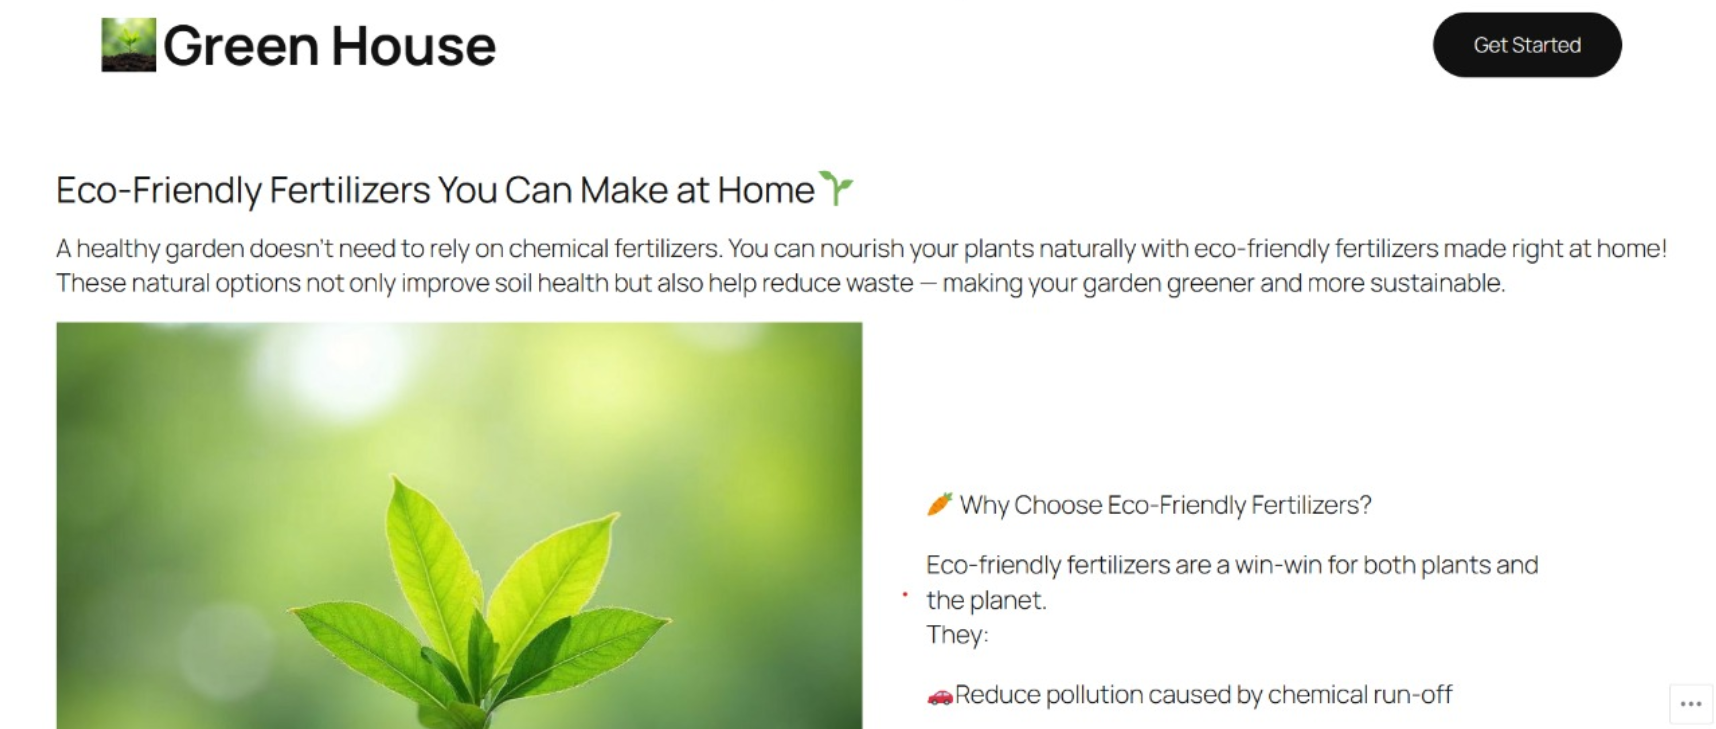 Green House
Get Started
Eco-Friendly Fertilizers You Can Make at Home🌱
A healthy garden doesn't need to rely on chemical fertilizers. You can nourish your plants naturally with eco-friendly fertilizers made right at home!
These natural options not only improve soil health but also help reduce waste — making your garden greener and more sustainable.
🥕 Why Choose Eco-Friendly Fertilizers?
Eco-friendly fertilizers are a win-win for both plants and
the planet.
They:
🚗Reduce pollution caused by chemical run-off